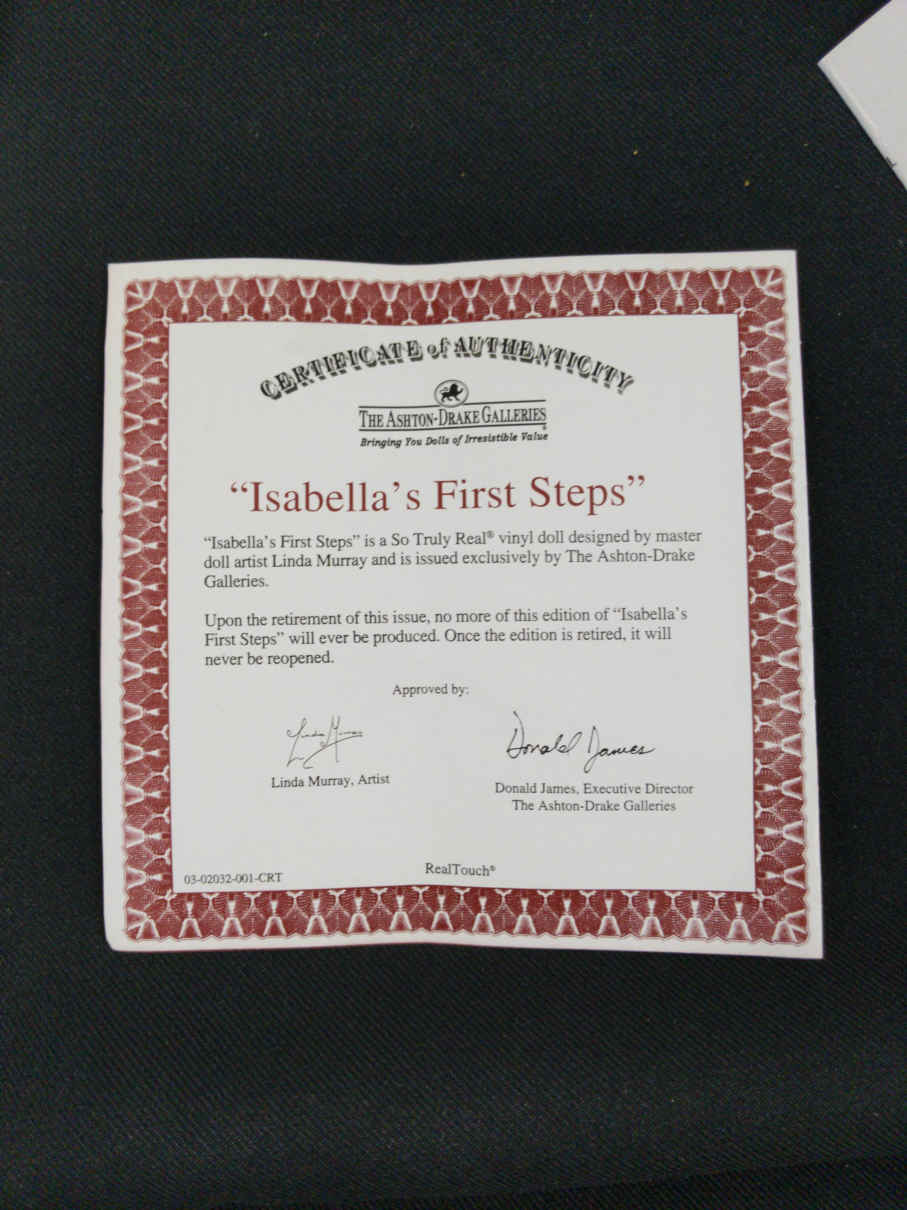 CERTIFICATE of AUTHENTICITY
THE ASHTON-DRAKE GALLERIES
Bringing You Dolls of Irresistible Value
“Isabella’s First Steps”
“Isabella’s First Steps” is a So Truly Real® vinyl doll designed by master
doll artist Linda Murray and is issued exclusively by The Ashton-Drake
Galleries.
Upon the retirement of this issue, no more of this edition of “Isabella’s
First Steps” will ever be produced. Once the edition is retired, it will
never be reopened.
Approved by:
Linda Murray
Donald James
Linda Murray, Artist
Donald James, Executive Director
The Ashton-Drake Galleries
RealTouch®
03-02032-001-CRT